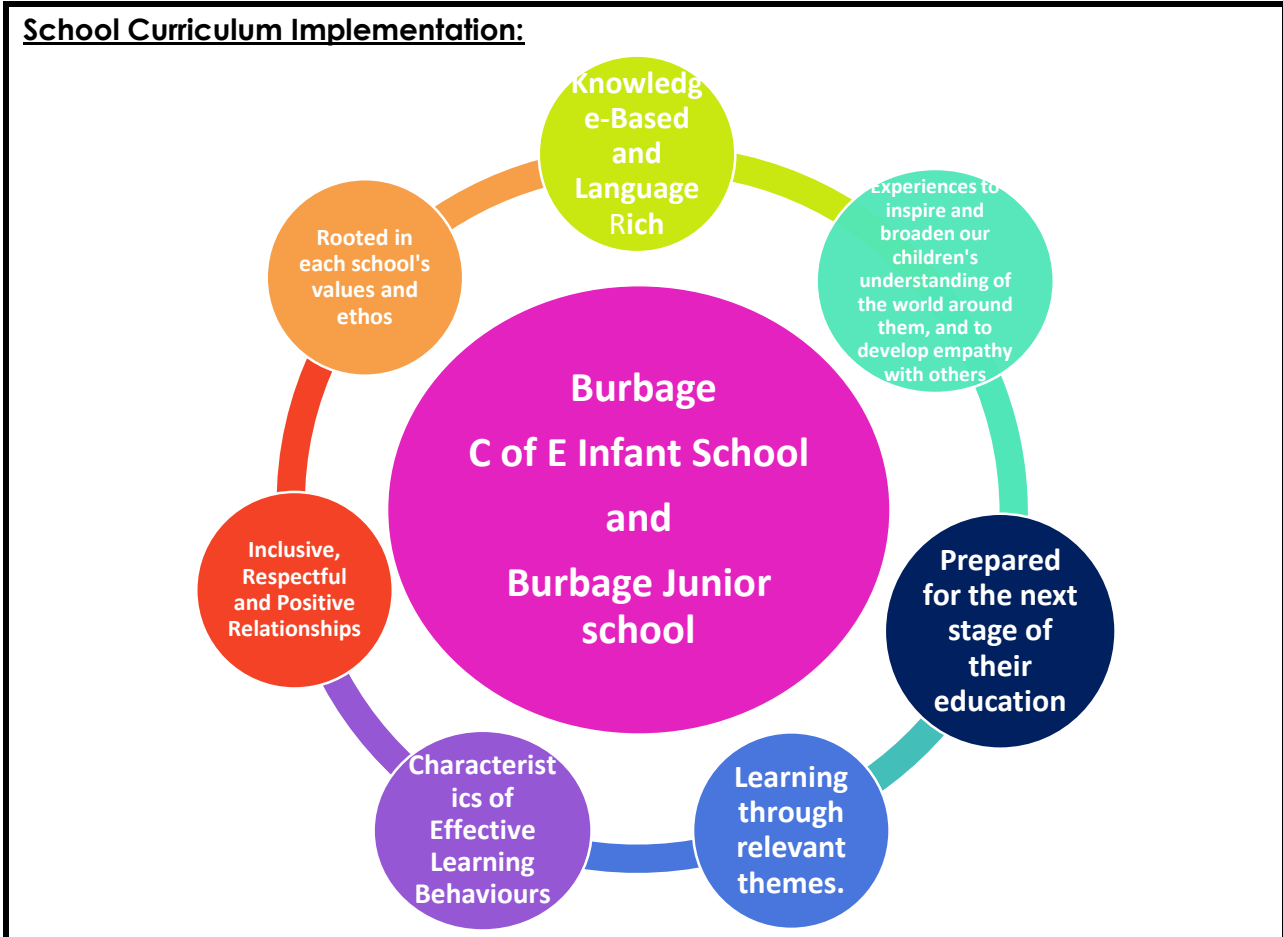 School Curriculum Implementation:
Knowledg
e-Based
and
Language
Rich
Experiences to
inspire and
broaden our
children's
understanding of
the world around
them, and to
develop empathy
with others
Prepared
for the next
stage of
their
education
Learning
through
relevant
themes.
Characterist
ics of
Effective
Learning
Behaviours
Inclusive,
Respectful
and Positive
Relationships
Rooted in
each school's
values and
ethos
Burbage
C of E Infant School
and
Burbage Junior
school